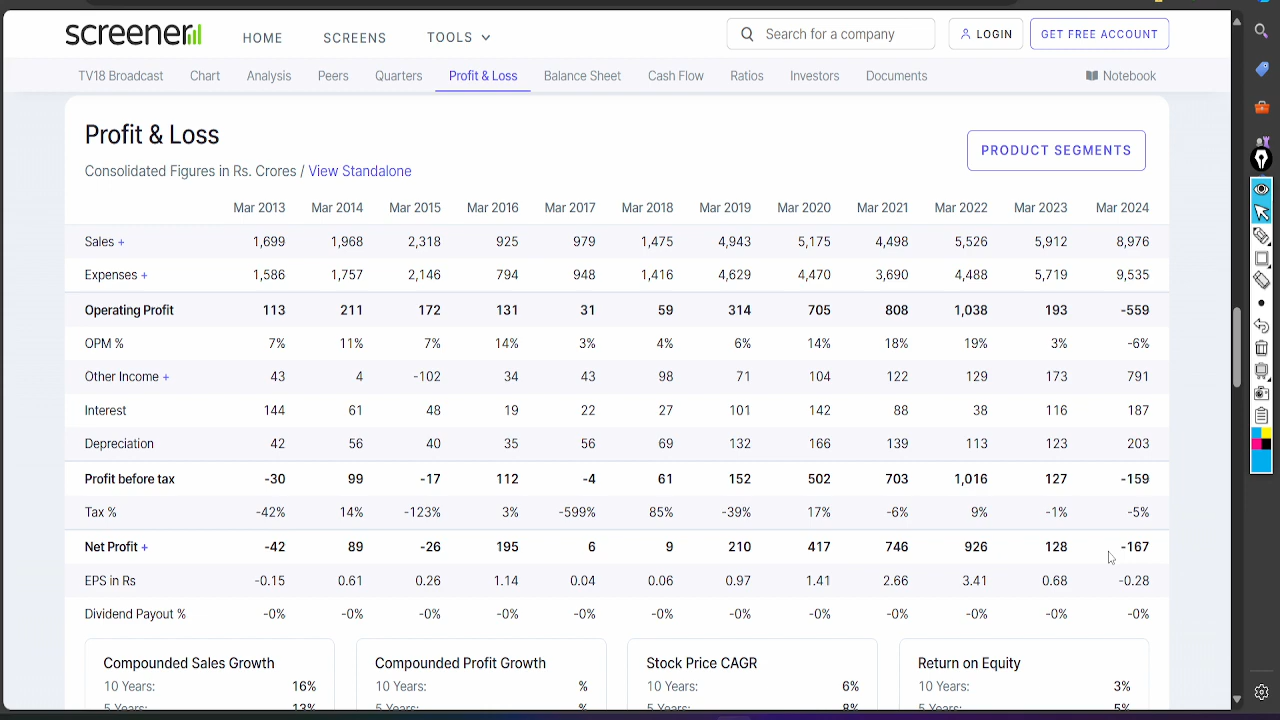 screener
HOME SCREENS TOOLS
Search for a company
LOGIN
GET FREE ACCOUNT
TV18 Broadcast Chart Analysis Peers Quarters Profit & Loss Balance Sheet Cash Flow Ratios Investors Documents Notebook
Profit & Loss
PRODUCT SEGMENTS
Consolidated Figures in Rs. Crores / View Standalone
Mar 2013 Mar 2014 Mar 2015 Mar 2016 Mar 2017 Mar 2018 Mar 2019 Mar 2020 Mar 2021 Mar 2022 Mar 2023 Mar 2024
Sales + 1,699 1,968 2,318 925 979 1,475 4,943 5,175 4,498 5,526 5,912 8,976
Expenses + 1,586 1,757 2,146 794 948 1,416 4,629 4,470 3,690 4,488 5,719 9,535
Operating Profit 113 211 172 131 31 59 314 705 808 1,038 193 -559
OPM % 7% 11% 7% 14% 3% 4% 6% 14% 18% 19% 3% -6%
Other Income + 43 4 -102 34 43 98 71 104 122 129 173 791
Interest 144 61 48 19 22 27 101 142 88 38 116 187
Depreciation 42 56 40 35 56 69 132 166 139 113 123 203
Profit before tax -30 99 -17 112 -4 61 152 502 703 1,016 127 -159
Tax % -42% 14% -123% 3% -599% 85% -39% 17% -6% 9% -1% -5%
Net Profit + -42 89 -26 195 6 9 210 417 746 926 128 -167
EPS in Rs -0.15 0.61 0.26 1.14 0.04 0.06 0.97 1.41 2.66 3.41 0.68 -0.28
Dividend Payout % -0% -0% -0% -0% -0% -0% -0% -0% -0% -0% -0% -0%
Compounded Sales Growth Compounded Profit Growth Stock Price CAGR Return on Equity
10 Years: 16% 10 Years: % 10 Years: 6% 10 Years: 3%
5 Years: 13% % 8% 5%